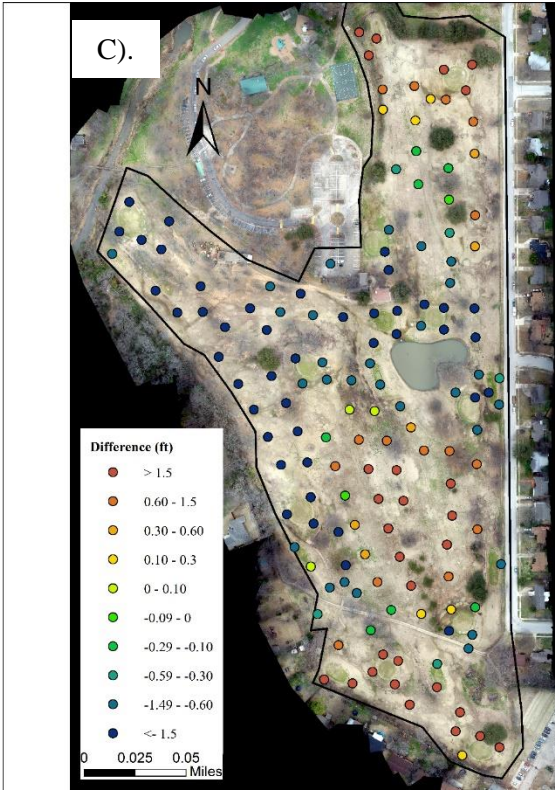 C).
N
Difference (ft)
> 1.5
0.60 - 1.5
0.30 - 0.60
0.10 - 0.3
0 - 0.10
-0.09 - 0
-0.29 - -0.10
-0.59 - -0.30
-1.49 - -0.60
<- 1.5
0 0.025 0.05
Miles